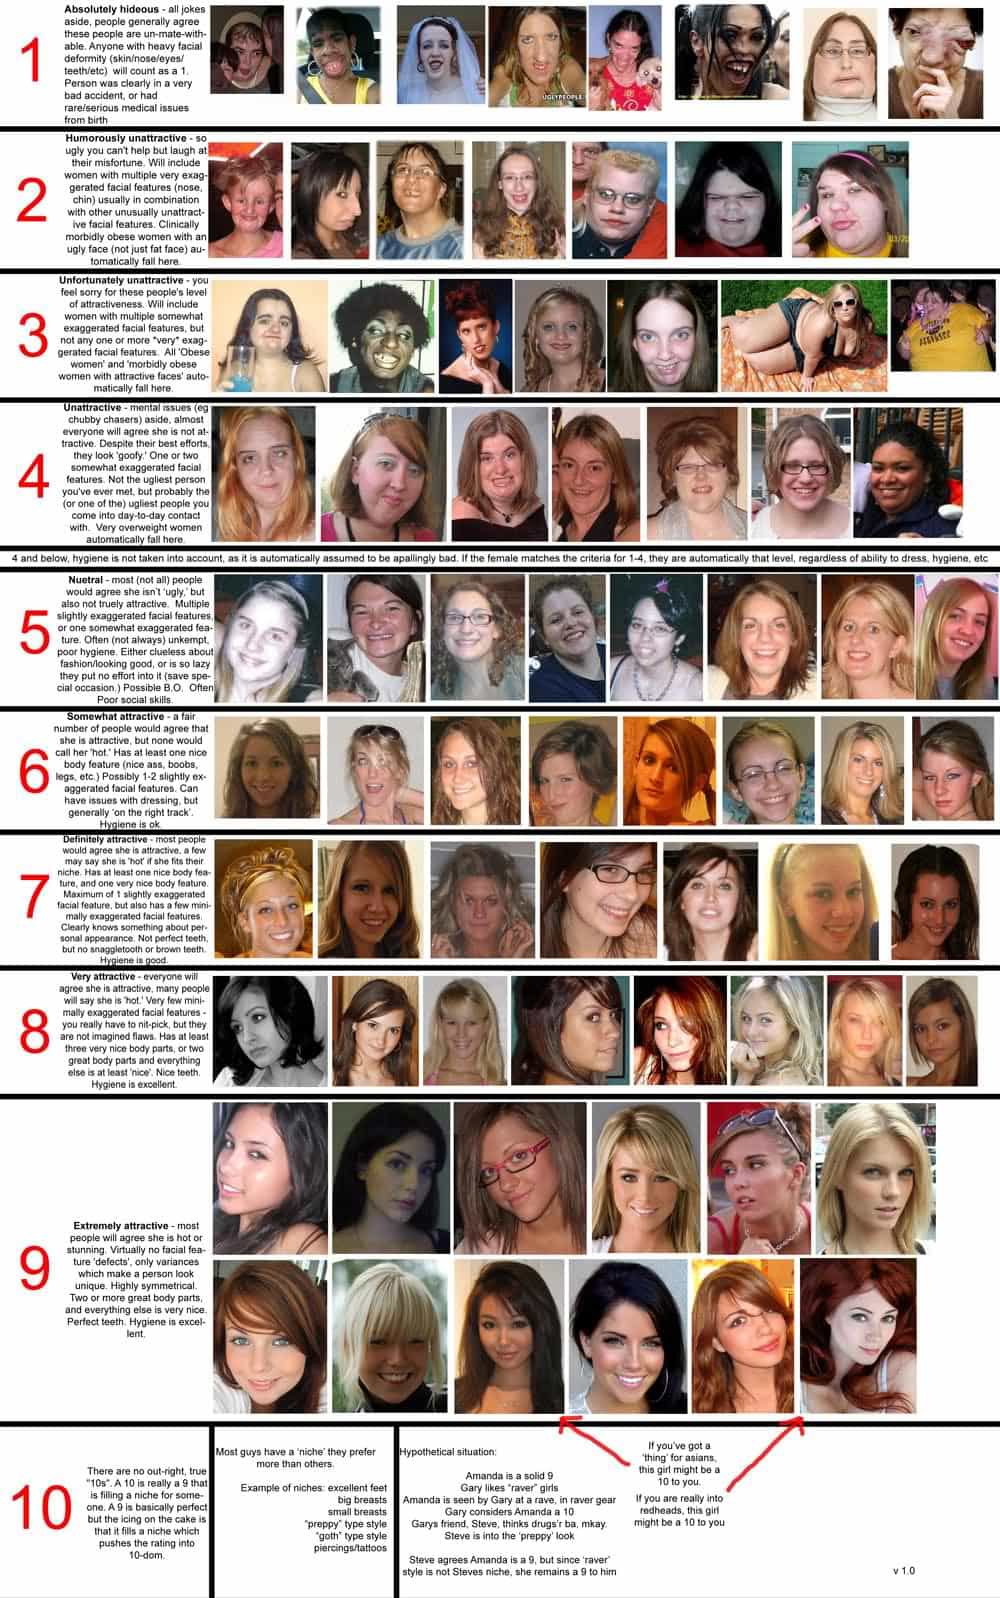 1
Absolutely hideous - all jokes
aside, people generally agree
these people are un-mate-with-
able. Anyone with heavy facial
deformity (skin/nose/eyes/
teeth/etc) will count as a 1.
Person was clearly in a very
bad accident, or had
rare/serious medical issues
from birth
UGLYPEOPLE
2
Humorously unattractive - so
ugly you can't help but laugh at
their misfortune. Will include
women with multiple very exag-
gerated facial features (nose,
chin) usually in combination
with other unusually unattract-
ive facial features. Clinically
morbidly obese women with an
ugly face (not just fat face) au-
tomatically fall here.
3
Unfortunately unattractive - you
feel sorry for these people's level
of attractiveness. Will include
women with multiple somewhat
exaggerated facial features, but
not any one or more *very* exag-
gerated facial features. All 'Obese
women' and 'morbidly obese
women with attractive faces' auto-
matically fall here.
4
Unattractive - mental issues (eg
chubby chasers) aside, almost
everyone will agree she is not at-
tractive. Despite their best efforts,
they look 'goofy.' One or two
somewhat exaggerated facial
features. Not the ugliest person
you've ever met, but probably the
(or one of the) ugliest people you
come into day-to-day contact
with. Very overweight women
automatically fall here.
4 and below, hygiene is not taken into account, as it is automatically assumed to be apallingly bad. If the female matches the criteria for 1-4, they are automatically that level, regardless of ability to dress, hygiene, etc
5
Nuetral - most (not all) people
would agree she isn't 'ugly,' but
also not truely attractive. Multiple
slightly exaggerated facial features,
or one somewhat exaggerated fea-
ture. Often (not always) unkempt,
poor hygiene. Either clueless about
fashion/looking good, or is so lazy
they put no effort into it (save spe-
cial occasion.) Possible B.O. Often
Poor social skills.
6
Somewhat attractive - a fair
number of people would agree that
she is attractive, but none would
call her 'hot.' Has at least one nice
body feature (nice ass, boobs,
legs, etc.) Possibly 1-2 slightly ex-
aggerated facial features. Can
have issues with dressing, but
generally 'on the right track'.
Hygiene is ok.
7
Definitely attractive - most people
would agree she is attractive, a few
may say she is 'hot' if she fits their
niche. Has at least one nice body fea-
ture, and one very nice body feature.
Maximum of 1 slightly exaggerated
facial feature, but also has a few mini-
mally exaggerated facial features.
Clearly knows something about per-
sonal appearance. Not perfect teeth,
but no snaggletooth or brown teeth.
Hygiene is good.
8
Very attractive - everyone will
agree she is attractive, many people
will say she is 'hot.' Very few mini-
mally exaggerated facial features -
you really have to nit-pick, but they
are not imagined flaws. Has at least
three very nice body parts, or two
great body parts and everything
else is at least 'nice'. Nice teeth.
Hygiene is excellent.
9
Extremely attractive - most
people will agree she is hot or
stunning. Virtually no facial fea-
ture 'defects', only variances
which make a person look
unique. Highly symmetrical.
Two or more great body parts,
and everything else is very nice.
Perfect teeth. Hygiene is excel-
lent.
10
There are no out-right, true
"10s". A 10 is really a 9 that
is filling a niche for some-
one. A 9 is basically perfect
but the icing on the cake is
that it fills a niche which
pushes the rating into
10-dom.
Most guys have a 'niche' they prefer
more than others.
Example of niches: excellent feet
big breasts
small breasts
"preppy" type style
"goth" type style
piercings/tattoos
Hypothetical situation:
Amanda is a solid 9
Gary likes "raver" girls
Amanda is seen by Gary at a rave, in raver gear
Gary considers Amanda a 10
Garys friend, Steve, thinks drugs'r ba, mkay.
Steve is into the 'preppy' look
Steve agrees Amanda is a 9, but since 'raver'
style is not Steves niche, she remains a 9 to him
If you've got a
'thing' for asians,
this girl might be a
10 to you.
If you are really into
redheads, this girl
might be a 10 to you
v 1.0